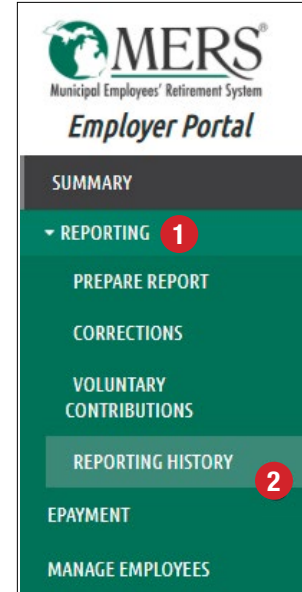 MERS®
Municipal Employees' Retirement System
Employer Portal
SUMMARY
REPORTING 1
PREPARE REPORT
CORRECTIONS
VOLUNTARY
CONTRIBUTIONS
REPORTING HISTORY 2
EPAYMENT
MANAGE EMPLOYEES